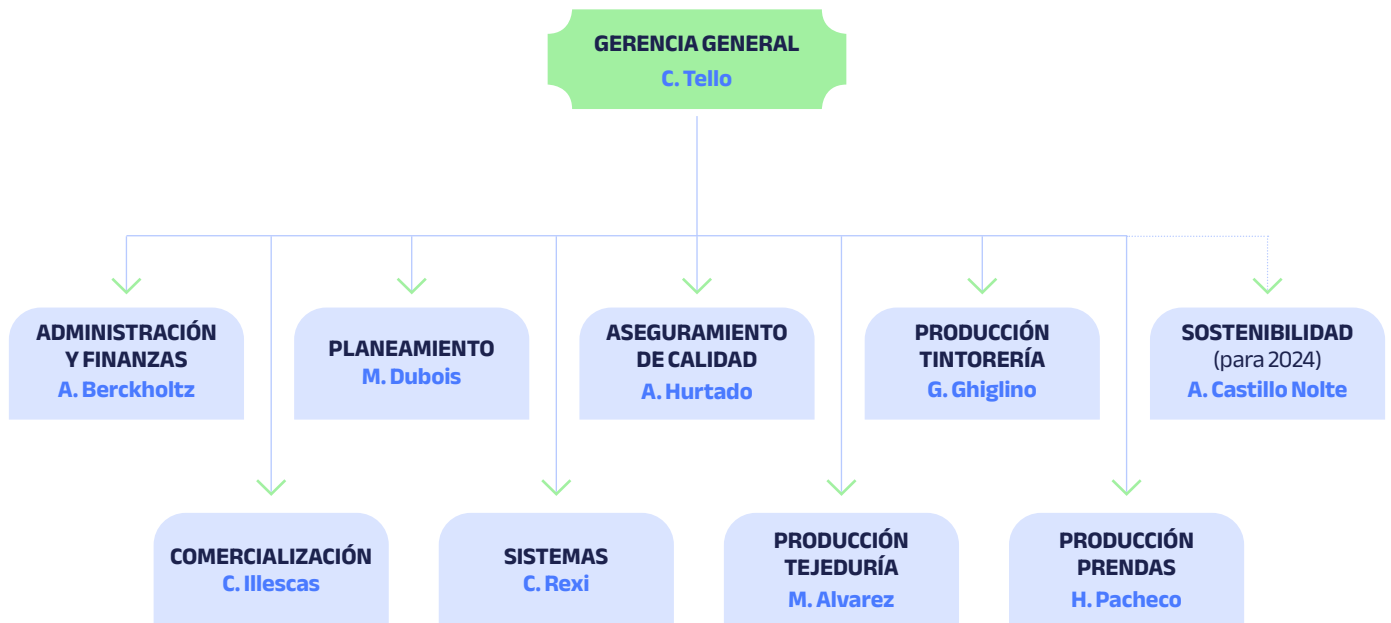 GERENCIA GENERAL
C. Tello
ADMINISTRACIÓN
Y FINANZAS
A. Berckholtz
PLANEAMIENTO
M. Dubois
ASEGURAMIENTO
DE CALIDAD
A. Hurtado
PRODUCCIÓN
TINTORERÍA
G. Ghiglino
SOSTENIBILIDAD
(para 2024)
A. Castillo Nolte
COMERCIALIZACIÓN
C. Illescas
SISTEMAS
C. Rexi
PRODUCCIÓN
TEJEDURÍA
M. Alvarez
PRODUCCIÓN
PRENDAS
H. Pacheco